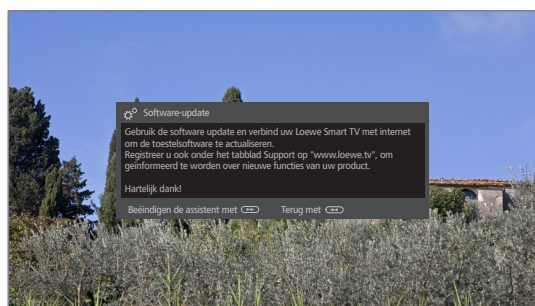 Software-update
Gebruik de software update en verbind uw Loewe Smart TV met internet
om de toestelsoftware te actualiseren.
Registreer u ook onder het tabblad Support op "www.loewe.tv", om
geïnformeerd te worden over nieuwe functies van uw product.
Hartelijk dank!
Beëindigen de assistent met Terug met